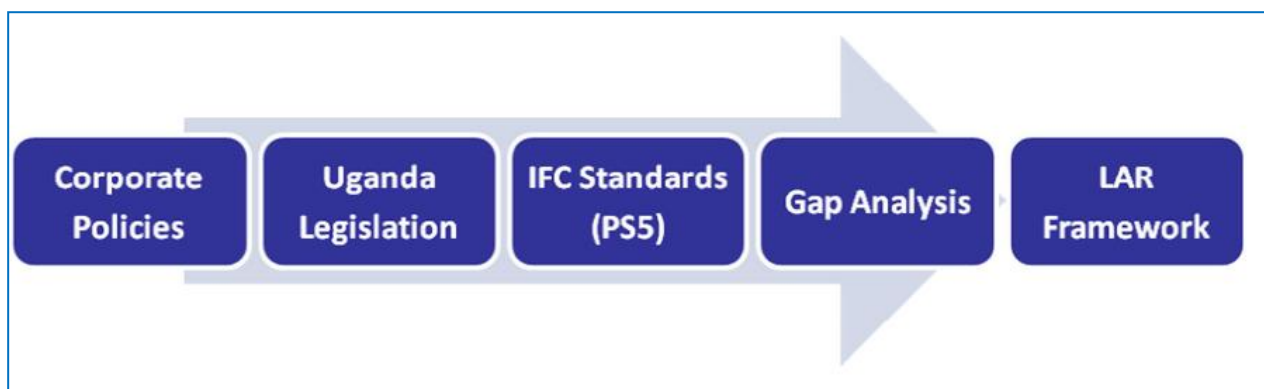 Corporate
Policies
Uganda
Legislation
IFC Standards
(PS5)
Gap Analysis
LAR
Framework